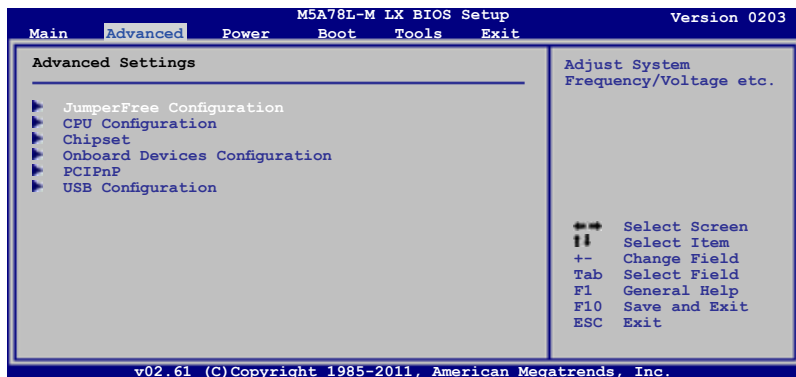 M5A78L-M LX BIOS Setup Version 0203
Main Advanced Power Boot Tools Exit
Advanced Settings
JumperFree Configuration
CPU Configuration
Chipset
Onboard Devices Configuration
PCIPnP
USB Configuration
Adjust System
Frequency/Voltage etc.
Select Screen
Select Item
+- Change Field
Tab Select Field
F1 General Help
F10 Save and Exit
ESC Exit
v02.61 (C)Copyright 1985-2011, American Megatrends, Inc.